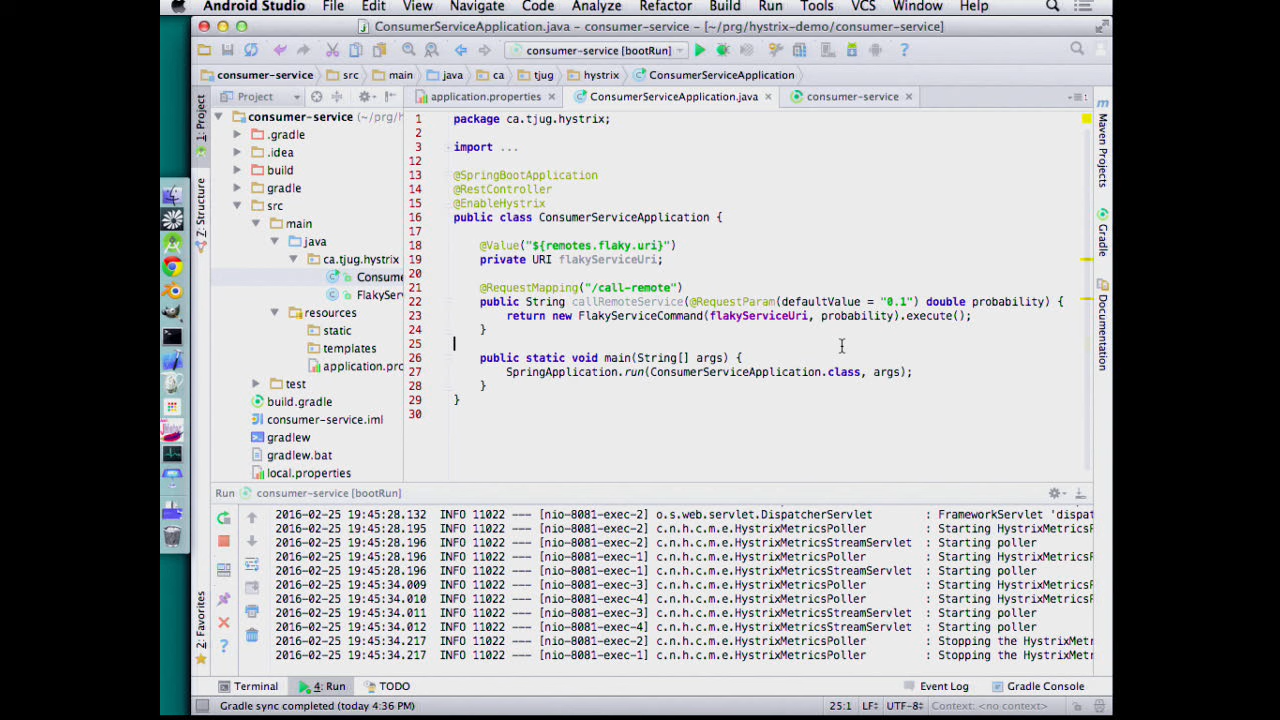 Android Studio File Edit View Navigate Code Analyze Refactor Build Run Tools VCS Window Help
ConsumerServiceApplication.java - consumer-service - [~/prg/hystrix-demo/consumer-service]
consumer-service [bootRun]
consumer-service src main java ca tjug hystrix ConsumerServiceApplication
Project application.properties ConsumerServiceApplication.java consumer-service
1: Project
7: Structure
2: Favorites
consumer-service (~/prg/h
.gradle
.idea
build
gradle
src
main
java
ca.tjug.hystrix
Consume
FlakySer
resources
static
templates
application.pro
test
build.gradle
consumer-service.iml
gradlew
gradlew.bat
local.properties
1 package ca.tjug.hystrix;
2
3 import ...
12
13 @SpringBootApplication
14 @RestController
15 @EnableHystrix
16 public class ConsumerServiceApplication {
17
18 @Value("${remotes.flaky.uri}")
19 private URI flakyServiceUri;
20
21 @RequestMapping("/call-remote")
22 public String callRemoteService(@RequestParam(defaultValue = "0.1") double probability) {
23 return new FlakyServiceCommand(flakyServiceUri, probability).execute();
24 }
25
26 public static void main(String[] args) {
27 SpringApplication.run(ConsumerServiceApplication.class, args);
28 }
29 }
30
Maven Projects
Gradle
Documentation
Run consumer-service [bootRun]
2016-02-25 19:45:28.132 INFO 11022 --- [nio-8081-exec-2] o.s.web.servlet.DispatcherServlet : FrameworkServlet 'dispat
2016-02-25 19:45:28.195 INFO 11022 --- [nio-8081-exec-2] c.n.h.c.m.e.HystrixMetricsPoller : Starting HystrixMetricsP
2016-02-25 19:45:28.196 INFO 11022 --- [nio-8081-exec-2] c.n.h.c.m.e.HystrixMetricsStreamServlet : Starting poller
2016-02-25 19:45:28.196 INFO 11022 --- [nio-8081-exec-1] c.n.h.c.m.e.HystrixMetricsPoller : Starting HystrixMetricsP
2016-02-25 19:45:28.196 INFO 11022 --- [nio-8081-exec-1] c.n.h.c.m.e.HystrixMetricsStreamServlet : Starting poller
2016-02-25 19:45:34.009 INFO 11022 --- [nio-8081-exec-3] c.n.h.c.m.e.HystrixMetricsPoller : Starting HystrixMetricsP
2016-02-25 19:45:34.010 INFO 11022 --- [nio-8081-exec-4] c.n.h.c.m.e.HystrixMetricsPoller : Starting HystrixMetricsP
2016-02-25 19:45:34.011 INFO 11022 --- [nio-8081-exec-3] c.n.h.c.m.e.HystrixMetricsStreamServlet : Starting poller
2016-02-25 19:45:34.012 INFO 11022 --- [nio-8081-exec-4] c.n.h.c.m.e.HystrixMetricsStreamServlet : Starting poller
2016-02-25 19:45:34.217 INFO 11022 --- [nio-8081-exec-2] c.n.h.c.m.e.HystrixMetricsPoller : Stopping the HystrixMetr
2016-02-25 19:45:34.217 INFO 11022 --- [nio-8081-exec-1] c.n.h.c.m.e.HystrixMetricsPoller : Stopping the HystrixMetr
Terminal 4: Run TODO Event Log Gradle Console
Gradle sync completed (today 4:36 PM) 25:1 LF÷ UTF-8÷ Context: <no context>